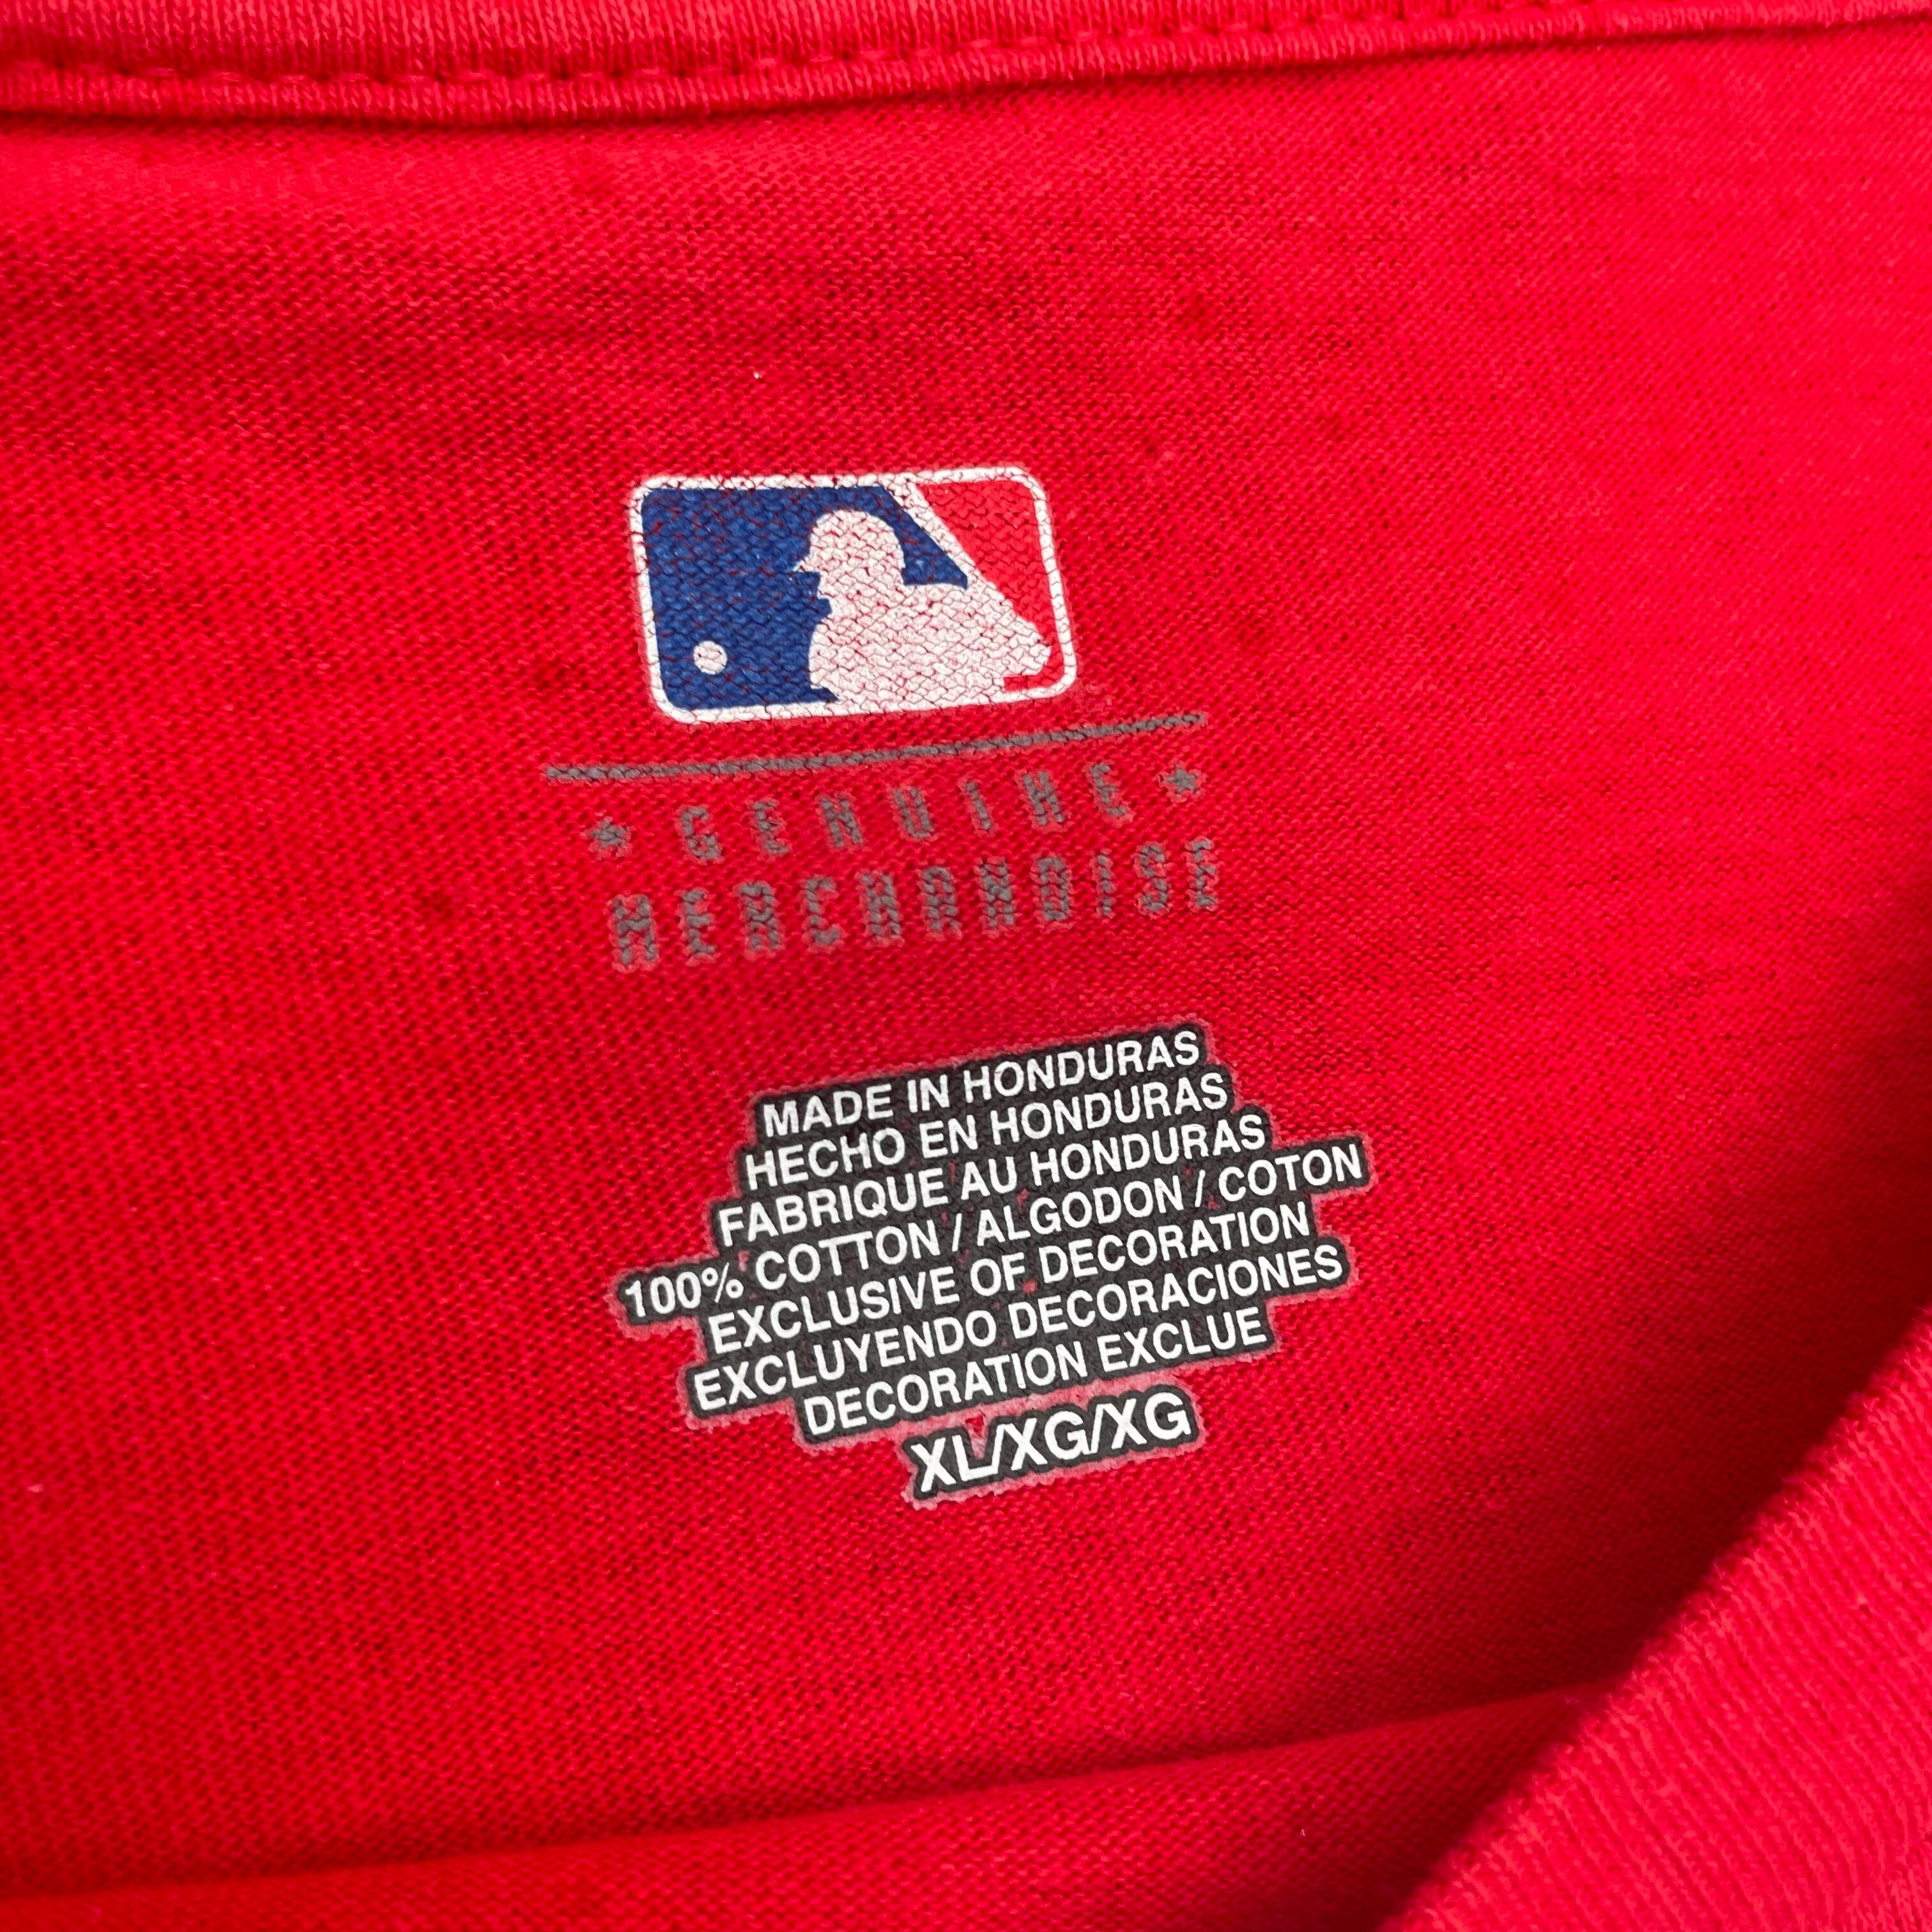 ★ GENUINE ★
MERCHANDISE
MADE IN HONDURAS
HECHO EN HONDURAS
FABRIQUE AU HONDURAS
100% COTTON / ALGODON / COTON
EXCLUSIVE OF DECORATION
EXCLUYENDO DECORACIONES
DECORATION EXCLUE
XL/XG/XG